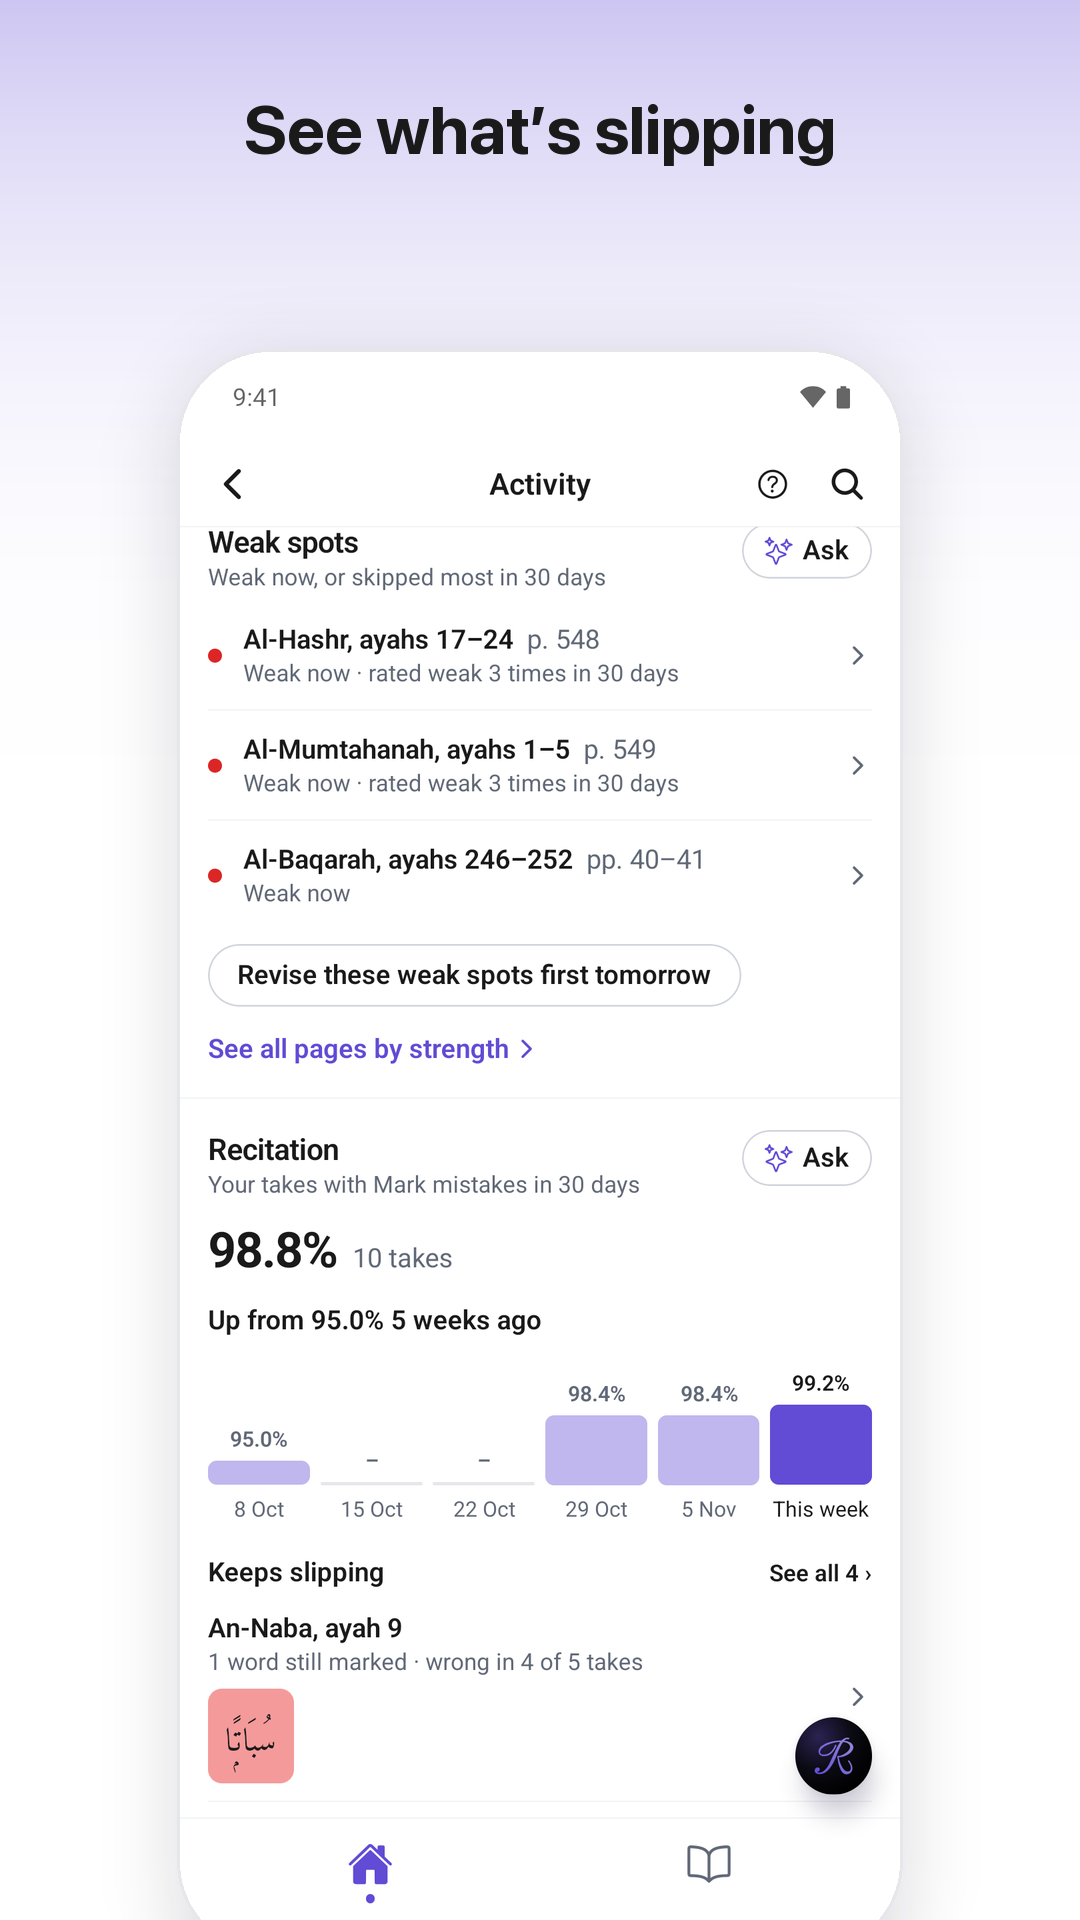 See what’s slipping
9:41
Activity
Weak spots
Ask
Weak now, or skipped most in 30 days
Al-Hashr, ayahs 17–24 p. 548
Weak now · rated weak 3 times in 30 days
Al-Mumtahanah, ayahs 1–5 p. 549
Weak now · rated weak 3 times in 30 days
Al-Baqarah, ayahs 246–252 pp. 40–41
Weak now
Revise these weak spots first tomorrow
See all pages by strength
Recitation
Ask
Your takes with Mark mistakes in 30 days
98.8% 10 takes
Up from 95.0% 5 weeks ago
95.0% – – 98.4% 98.4% 99.2%
8 Oct 15 Oct 22 Oct 29 Oct 5 Nov This week
Keeps slipping
See all 4 ›
An-Naba, ayah 9
1 word still marked · wrong in 4 of 5 takes
سُبَاتًۭا
R